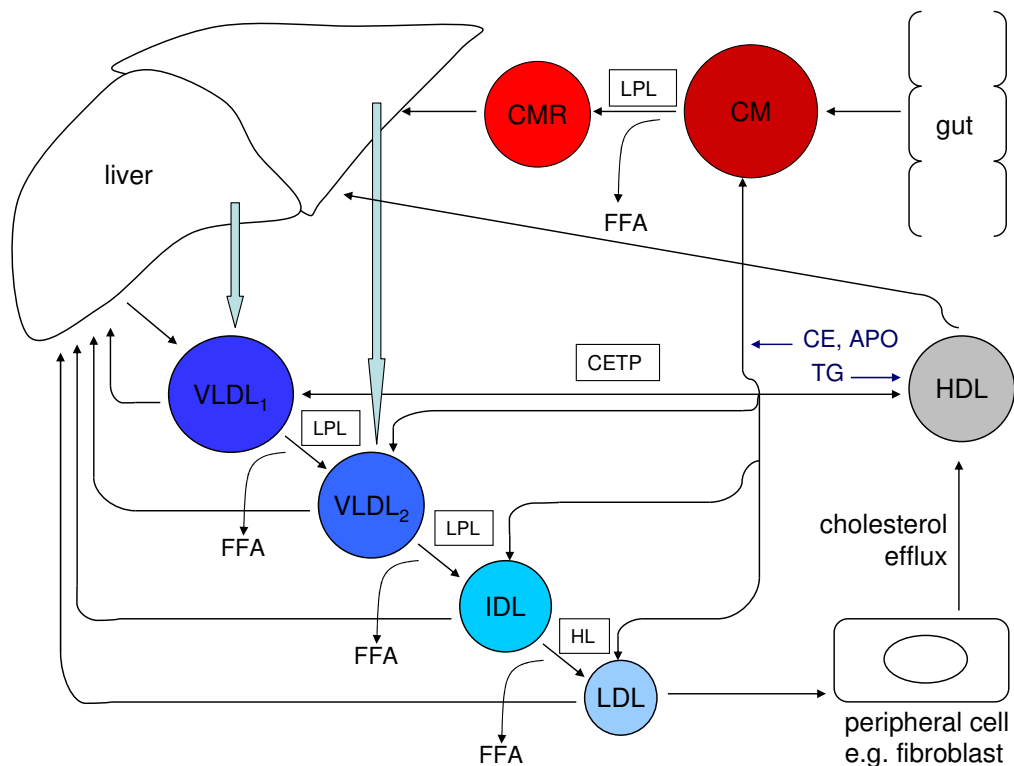 LPL
CMR
CM
gut
liver
FFA
CE, APO
CETP
TG
HDL
VLDL₁
LPL
VLDL₂
FFA
LPL
cholesterol
efflux
IDL
HL
FFA
LDL
peripheral cell
e.g. fibroblast
FFA